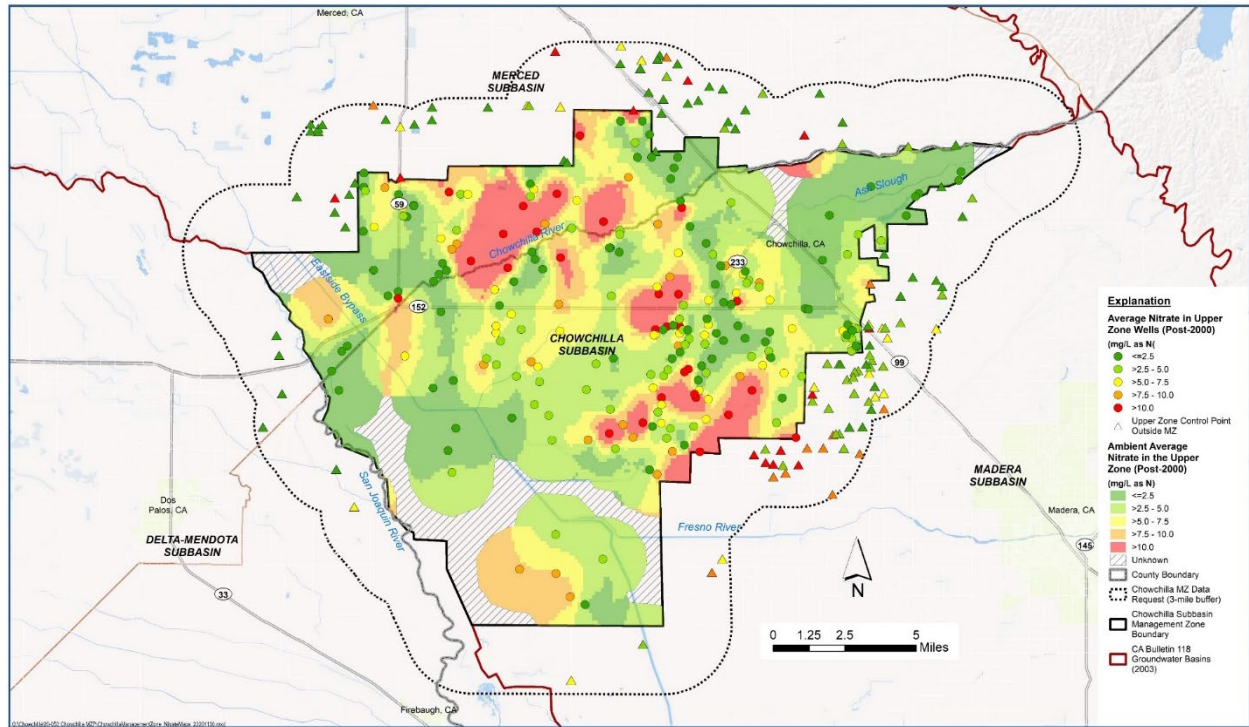 Merced, CA
MERCED
SUBBASIN
59
Ash Slough
Chowchilla River
Chowchilla, CA
233
Eastside Bypass
152
CHOWCHILLA
SUBBASIN
99
San Joaquin River
Dos
Palos, CA
DELTA-MENDOTA
SUBBASIN
33
Fresno River
MADERA
SUBBASIN
Madera, CA
145
N
0 1.25 2.5 5
Miles
Firebaugh, CA
Explanation
Average Nitrate in Upper
Zone Wells (Post-2000)
(mg/L as N(
<=2.5
>2.5 - 5.0
>5.0 - 7.5
>7.5 - 10.0
>10.0
Upper Zone Control Point
Outside MZ
Ambient Average
Nitrate in the Upper
Zone (Post-2000)
(mg/L as N)
<=2.5
>2.5 - 5.0
>5.0 - 7.5
>7.5 - 10.0
>10.0
Unknown
County Boundary
Chowchilla MZ Data
Request (3-mile buffer)
Chowchilla Subbasin
Management Zone
Boundary
CA Bulletin 118
Groundwater Basins
(2003)